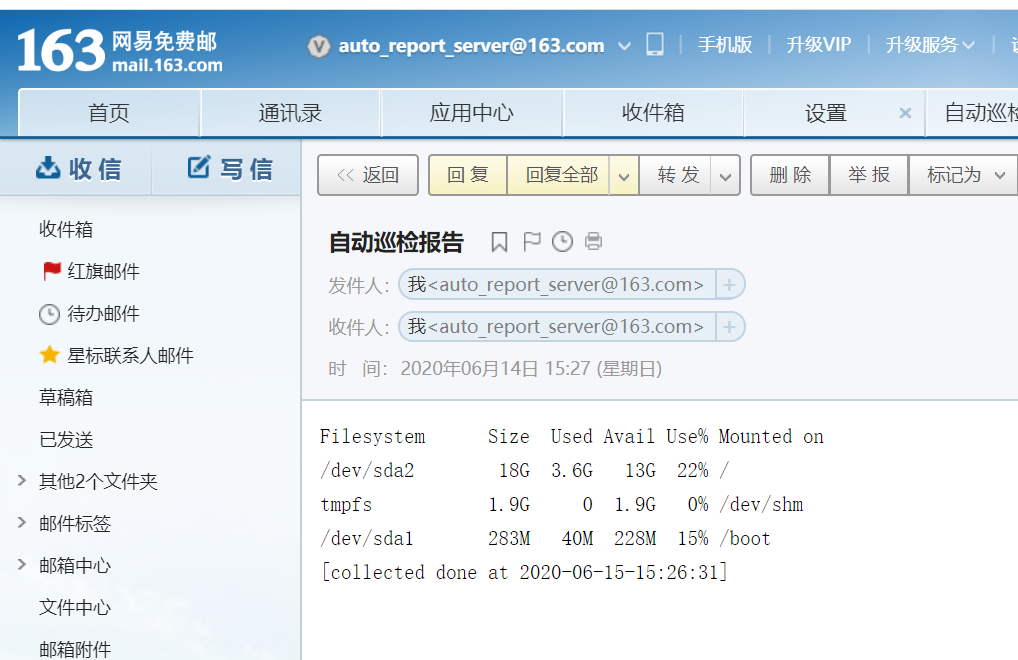 163 网易免费邮
mail.163.com
auto_report_server@163.com
手机版
升级VIP
升级服务
首页
通讯录
应用中心
收件箱
设置
自动巡检
收信
写信
收件箱
红旗邮件
待办邮件
星标联系人邮件
草稿箱
已发送
其他2个文件夹
邮件标签
邮箱中心
文件中心
邮箱附件
<< 返回
回复
回复全部
转发
删除
举报
标记为
自动巡检报告
发件人: 我<auto_report_server@163.com> +
收件人: 我<auto_report_server@163.com> +
时 间: 2020年06月14日 15:27 (星期日)
Filesystem Size Used Avail Use% Mounted on
/dev/sda2 18G 3.6G 13G 22% /
tmpfs 1.9G 0 1.9G 0% /dev/shm
/dev/sda1 283M 40M 228M 15% /boot
[collected done at 2020-06-15-15:26:31]